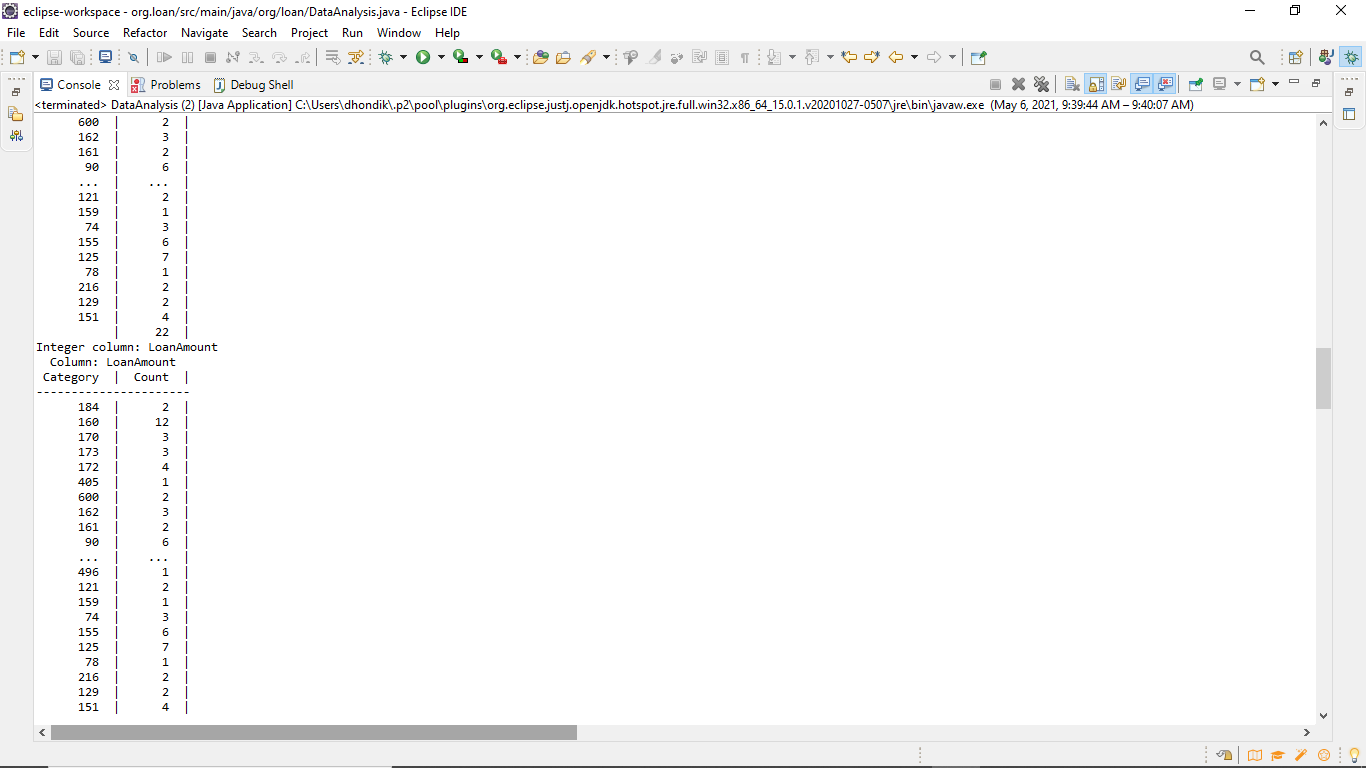 eclipse-workspace - org.loan/src/main/java/org/loan/DataAnalysis.java - Eclipse IDE
File Edit Source Refactor Navigate Search Project Run Window Help
Console Problems Debug Shell
<terminated> DataAnalysis (2) [Java Application] C:\Users\dhondik\.p2\pool\plugins\org.eclipse.justj.openjdk.hotspot.jre.full.win32.x86_64_15.0.1.v20201027-0507\jre\bin\javaw.exe (May 6, 2021, 9:39:44 AM – 9:40:07 AM)
600 | 2 |
162 | 3 |
161 | 2 |
90 | 6 |
... | ... |
121 | 2 |
159 | 1 |
74 | 3 |
155 | 6 |
125 | 7 |
78 | 1 |
216 | 2 |
129 | 2 |
151 | 4 |
| 22 |
Integer column: LoanAmount
Column: LoanAmount
Category | Count |
----------------------
184 | 2 |
160 | 12 |
170 | 3 |
173 | 3 |
172 | 4 |
405 | 1 |
600 | 2 |
162 | 3 |
161 | 2 |
90 | 6 |
... | ... |
496 | 1 |
121 | 2 |
159 | 1 |
74 | 3 |
155 | 6 |
125 | 7 |
78 | 1 |
216 | 2 |
129 | 2 |
151 | 4 |